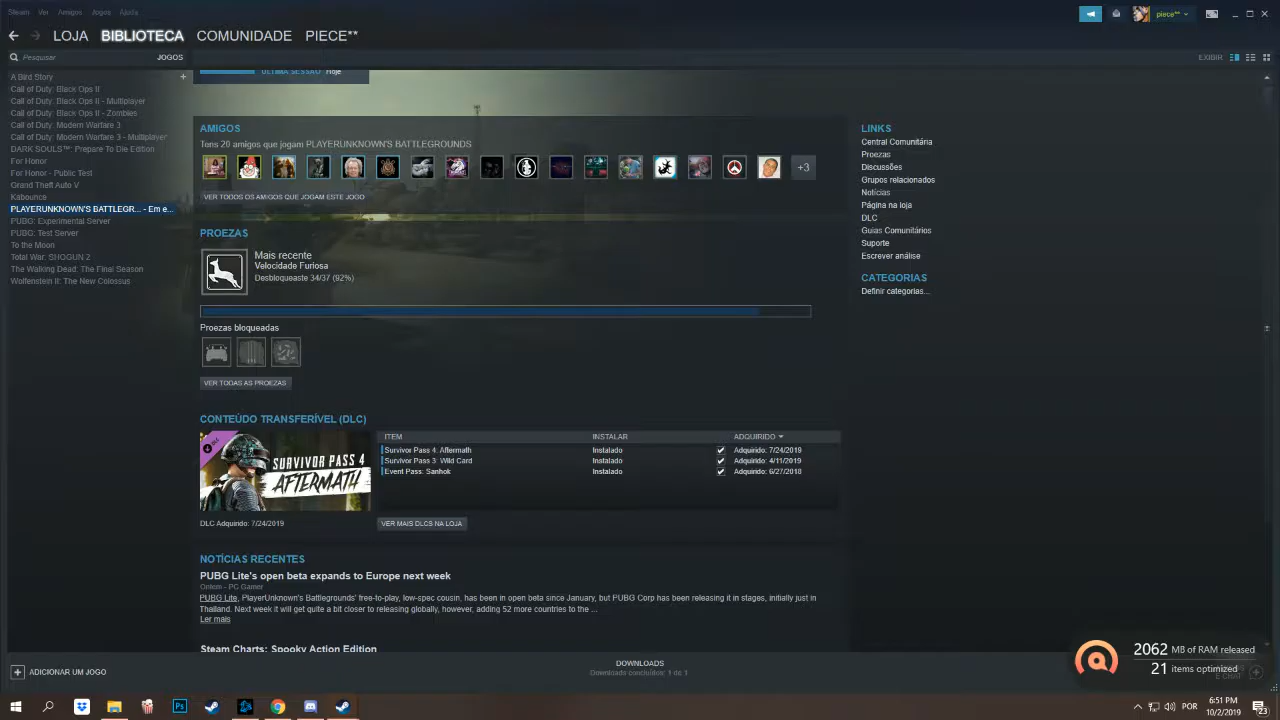 Steam Ver Amigos Jogos Ajuda
piece**
LOJA BIBLIOTECA COMUNIDADE PIECE**
Pesquisar JOGOS
EXIBIR
A Bird Story
Call of Duty: Black Ops II
Call of Duty: Black Ops II - Multiplayer
Call of Duty: Black Ops II - Zombies
Call of Duty: Modern Warfare 3
Call of Duty: Modern Warfare 3 - Multiplayer
DARK SOULS™: Prepare To Die Edition
For Honor
For Honor - Public Test
Grand Theft Auto V
Kabounce
PLAYERUNKNOWN'S BATTLEGR... - Em e...
PUBG: Experimental Server
PUBG: Test Server
To the Moon
Total War: SHOGUN 2
The Walking Dead: The Final Season
Wolfenstein II: The New Colossus
ÚLTIMA SESSÃO Hoje
AMIGOS
Tens 20 amigos que jogam PLAYERUNKNOWN'S BATTLEGROUNDS
+3
VER TODOS OS AMIGOS QUE JOGAM ESTE JOGO
PROEZAS
Mais recente
Velocidade Furiosa
Desbloqueaste 34/37 (92%)
Proezas bloqueadas
VER TODAS AS PROEZAS
CONTEÚDO TRANSFERÍVEL (DLC)
DLC
SURVIVOR PASS 4
AFTERMATH
DLC Adquirido: 7/24/2019
ITEM INSTALAR ADQUIRIDO
Survivor Pass 4: Aftermath Instalado Adquirido: 7/24/2019
Survivor Pass 3: Wild Card Instalado Adquirido: 4/11/2019
Event Pass: Sanhok Instalado Adquirido: 6/27/2018
VER MAIS DLCS NA LOJA
NOTÍCIAS RECENTES
PUBG Lite's open beta expands to Europe next week
Ontem - PC Gamer
PUBG Lite, PlayerUnknown's Battlegrounds' free-to-play, low-spec cousin, has been in open beta since January, but PUBG Corp has been releasing it in stages, initially just in
Thailand. Next week it will get quite a bit closer to releasing globally, however, adding 52 more countries to the ...
Ler mais
Steam Charts: Spooky Action Edition
LINKS
Central Comunitária
Proezas
Discussões
Grupos relacionados
Notícias
Página na loja
DLC
Guias Comunitários
Suporte
Escrever análise
CATEGORIAS
Definir categorias...
ADICIONAR UM JOGO
DOWNLOADS
Downloads concluídos: 1 de 1
2062 MB of RAM released
21 items optimized
E CHAT
Ps
POR
6:51 PM
10/2/2019
23